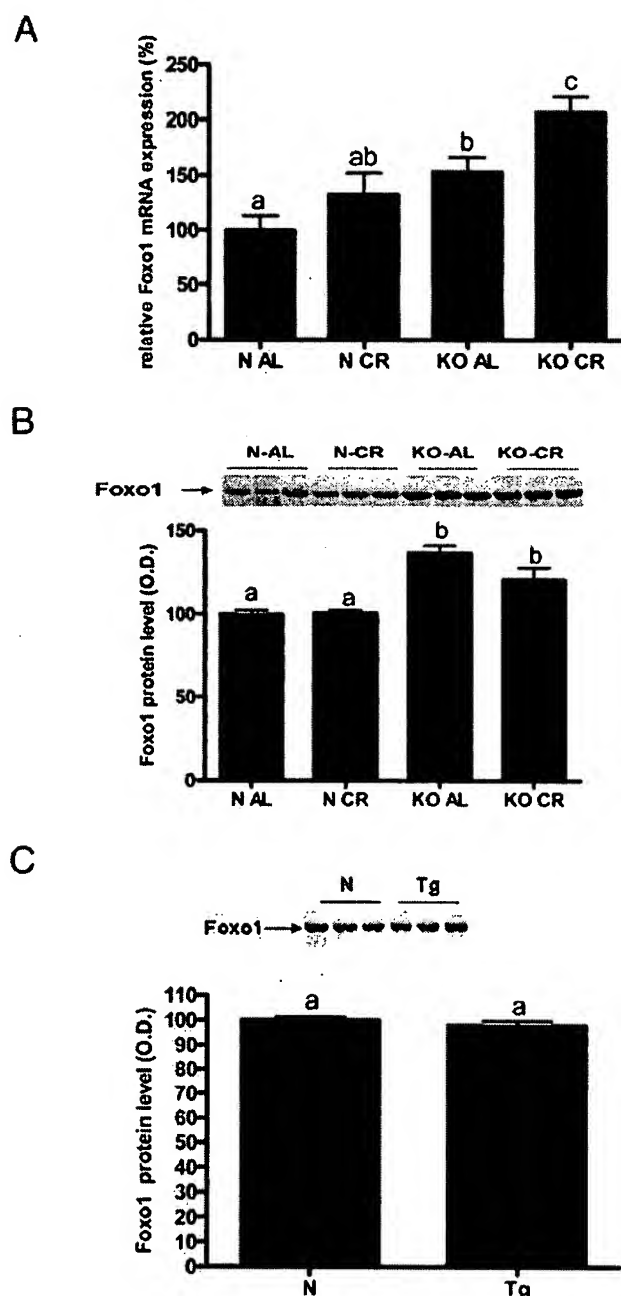 A
relative Foxo1 mRNA expression (%)
250
200
150
100
50
0
a
ab
b
c
N AL
N CR
KO AL
KO CR
B
N-AL
N-CR
KO-AL
KO-CR
Foxo1
Foxo1 protein level (O.D.)
150
100
50
0
a
a
b
b
N AL
N CR
KO AL
KO CR
C
N
Tg
Foxo1
Foxo1 protein level (O.D.)
110
100
90
80
70
60
50
40
30
20
10
0
a
a
N
Tg